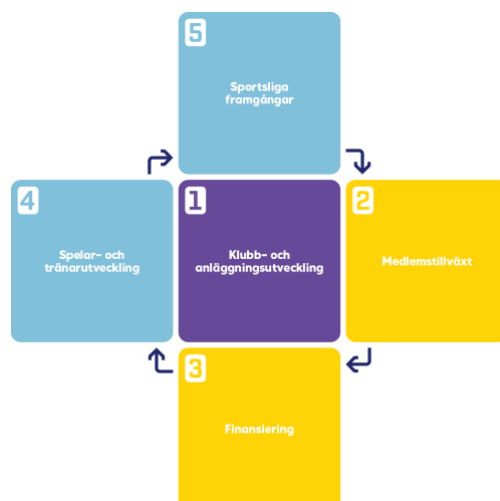 5
Sportsliga
framgångar
4
Spelar- och
tränarutveckling
1
Klubb- och
anläggningsutveckling
2
Medlemstillväxt
3
Finansiering